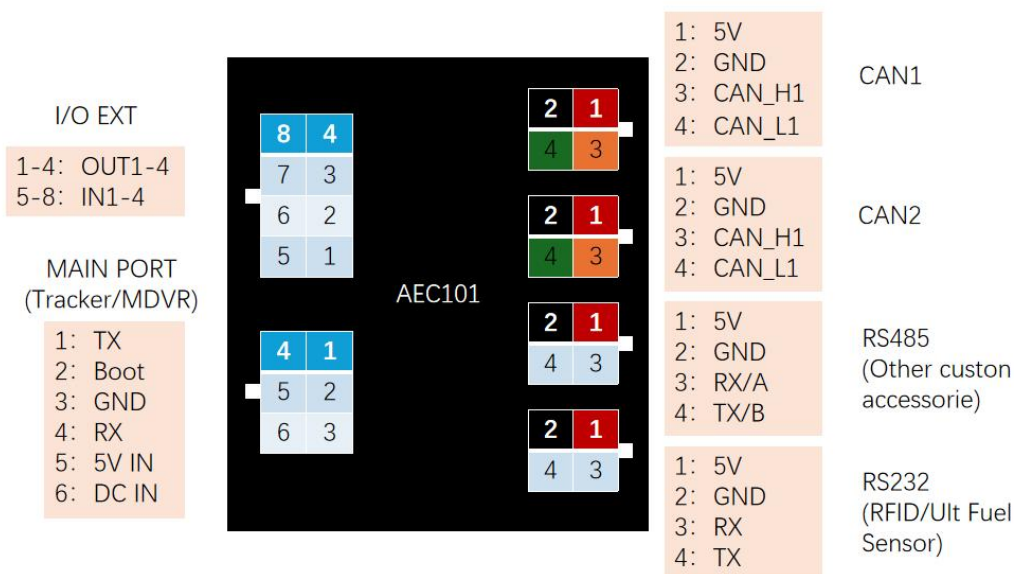 I/O EXT
1-4: OUT1-4
5-8: IN1-4
MAIN PORT
(Tracker/MDVR)
1: TX
2: Boot
3: GND
4: RX
5: 5V IN
6: DC IN
8 4
7 3
6 2
5 1
4 1
5 2
6 3
AEC101
2 1
4 3
2 1
4 3
2 1
4 3
2 1
4 3
1: 5V
2: GND
3: CAN_H1
4: CAN_L1
CAN1
1: 5V
2: GND
3: CAN_H1
4: CAN_L1
CAN2
1: 5V
2: GND
3: RX/A
4: TX/B
RS485
(Other custon
accessorie)
1: 5V
2: GND
3: RX
4: TX
RS232
(RFID/Ult Fuel
Sensor)